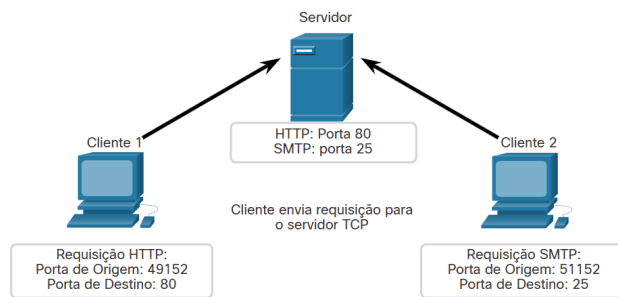 Servidor
HTTP: Porta 80
SMTP: porta 25
Cliente 1
Cliente 2
Cliente envia requisição para
o servidor TCP
Requisição HTTP:
Porta de Origem: 49152
Porta de Destino: 80
Requisição SMTP:
Porta de Origem: 51152
Porta de Destino: 25